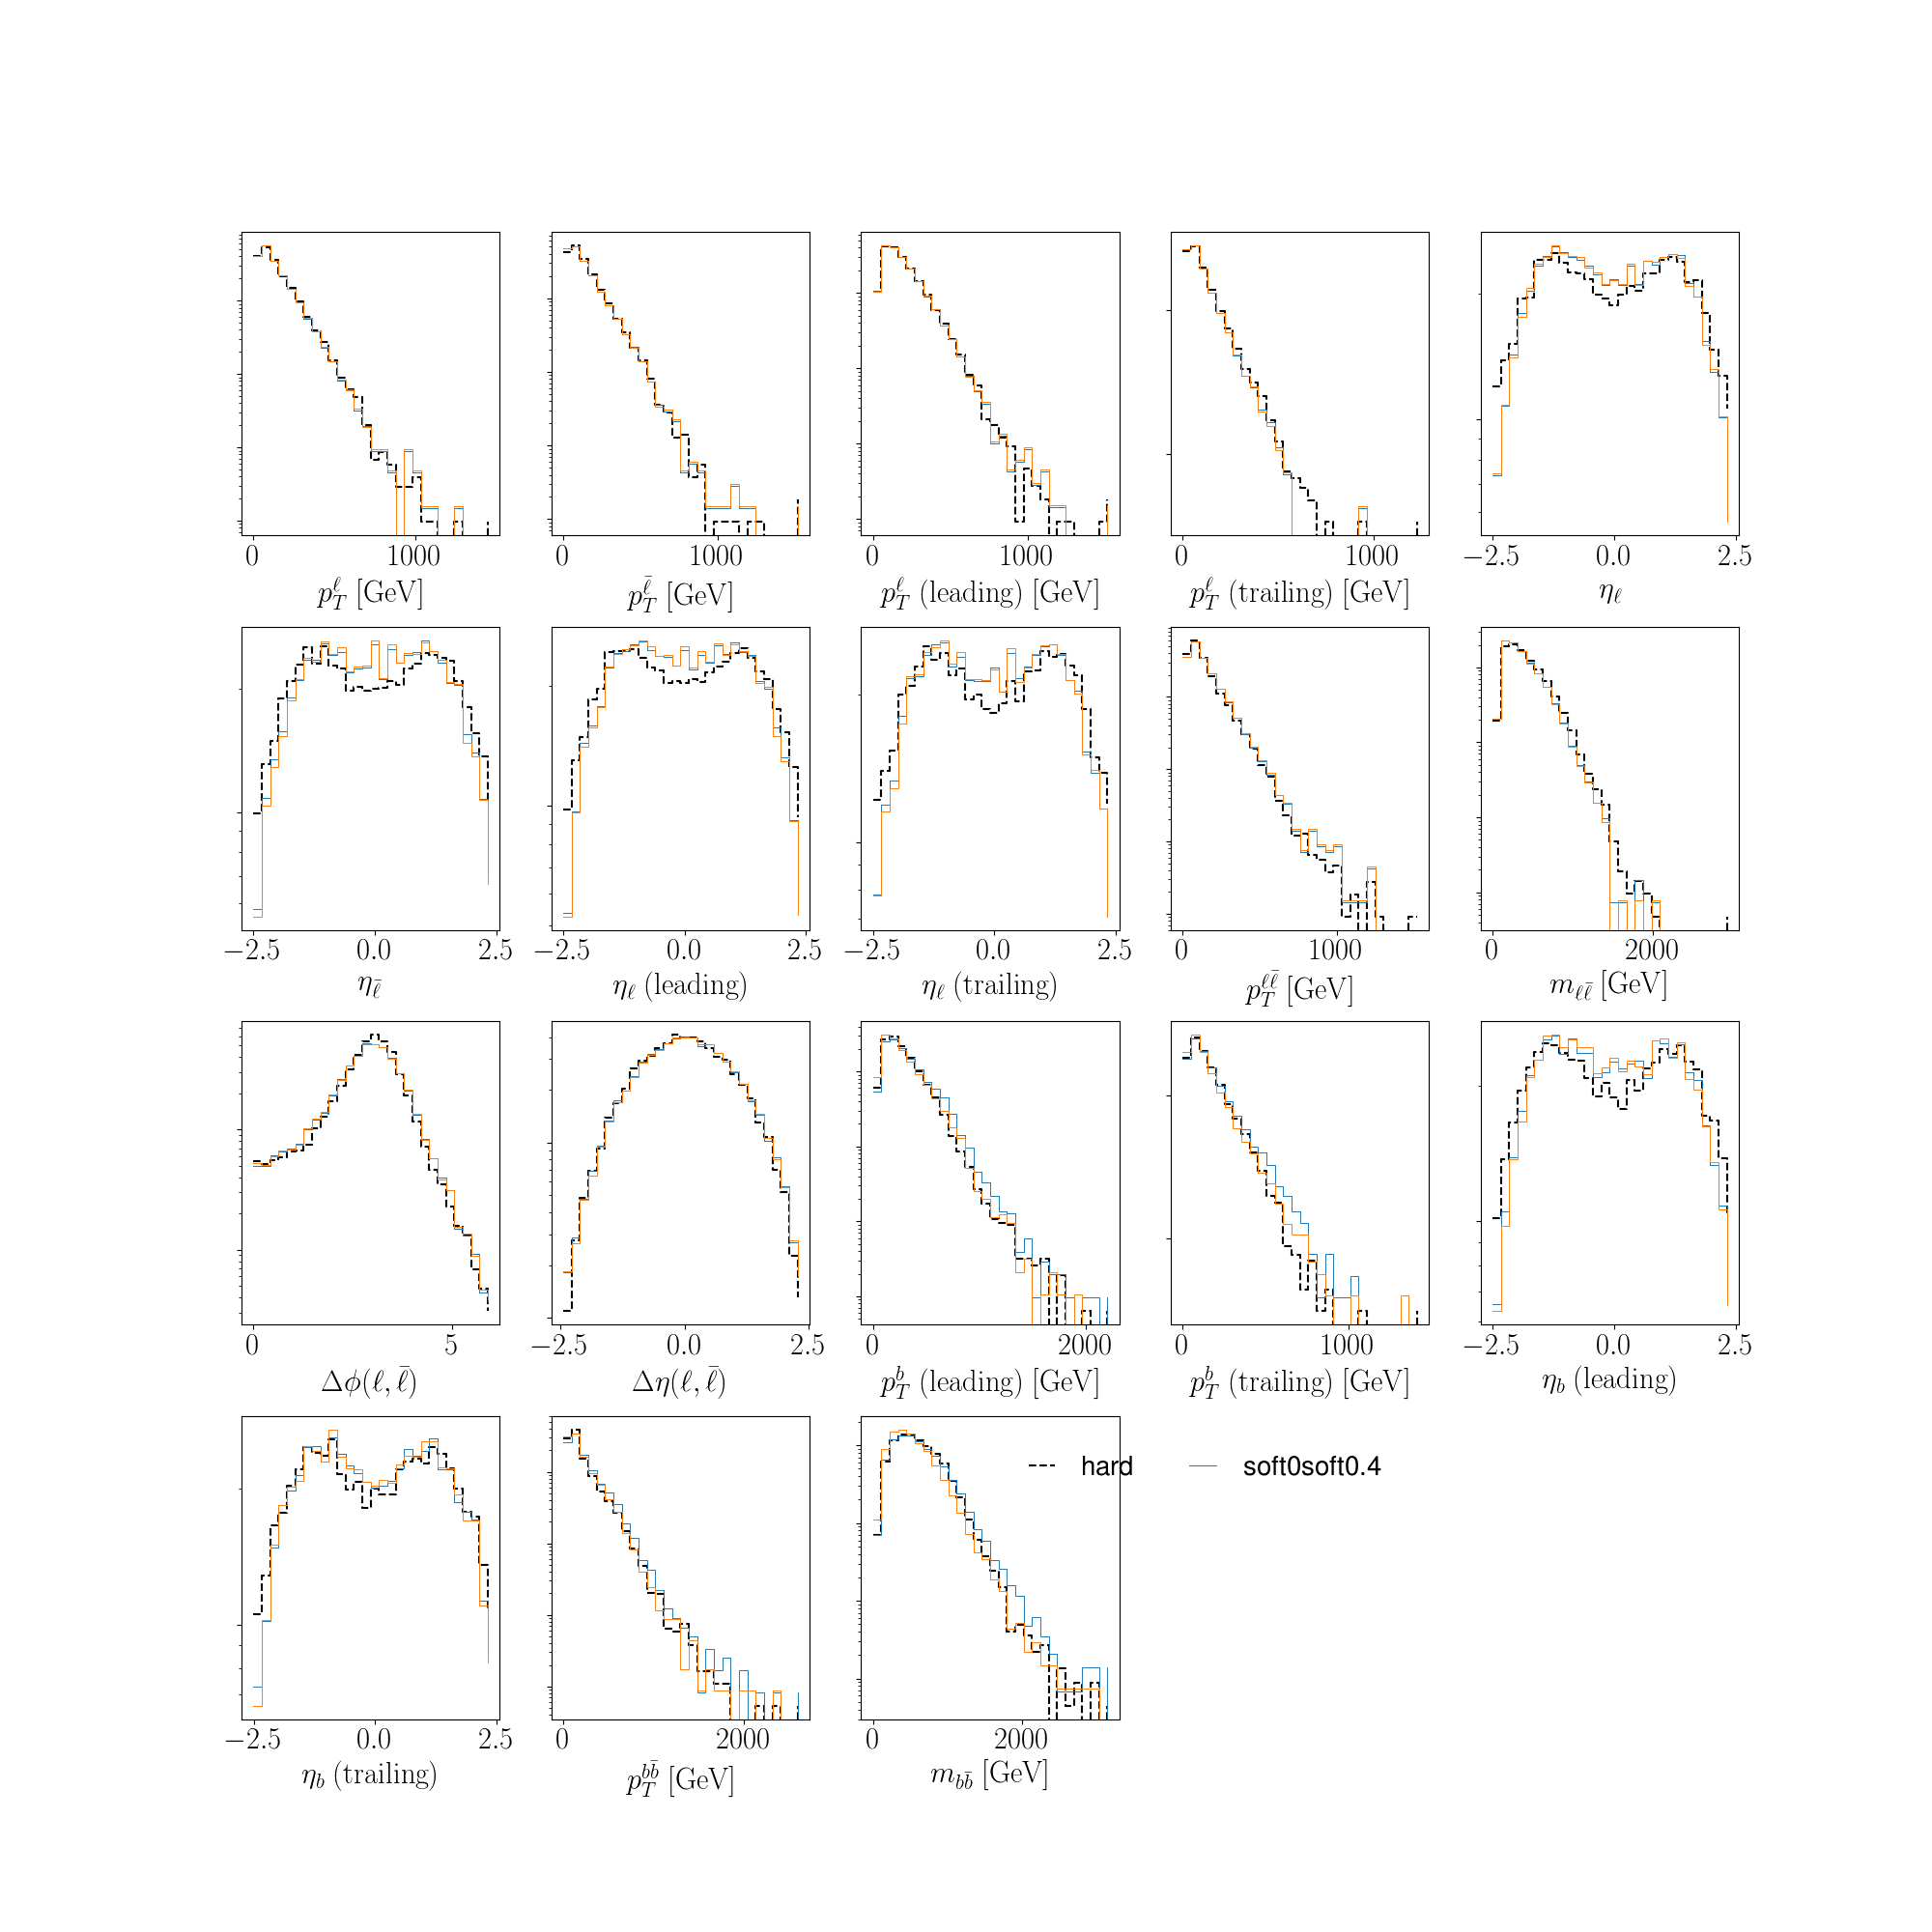 0 1000 0 1000 0 1000 0 1000 −2.5 0.0 2.5
p_T^ℓ [GeV] p_T^ℓ̄ [GeV] p_T^ℓ (leading) [GeV] p_T^ℓ (trailing) [GeV] η_ℓ
−2.5 0.0 2.5 −2.5 0.0 2.5 −2.5 0.0 2.5 0 1000 0 2000
η_ℓ̄ η_ℓ (leading) η_ℓ (trailing) p_T^{ℓℓ̄} [GeV] m_{ℓℓ̄} [GeV]
0 5 −2.5 0.0 2.5 0 2000 0 1000 −2.5 0.0 2.5
Δϕ(ℓ, ℓ̄) Δη(ℓ, ℓ̄) p_T^b (leading) [GeV] p_T^b (trailing) [GeV] η_b (leading)
hard soft0soft0.4
−2.5 0.0 2.5 0 2000 0 2000
η_b (trailing) p_T^{bb̄} [GeV] m_{bb̄} [GeV]